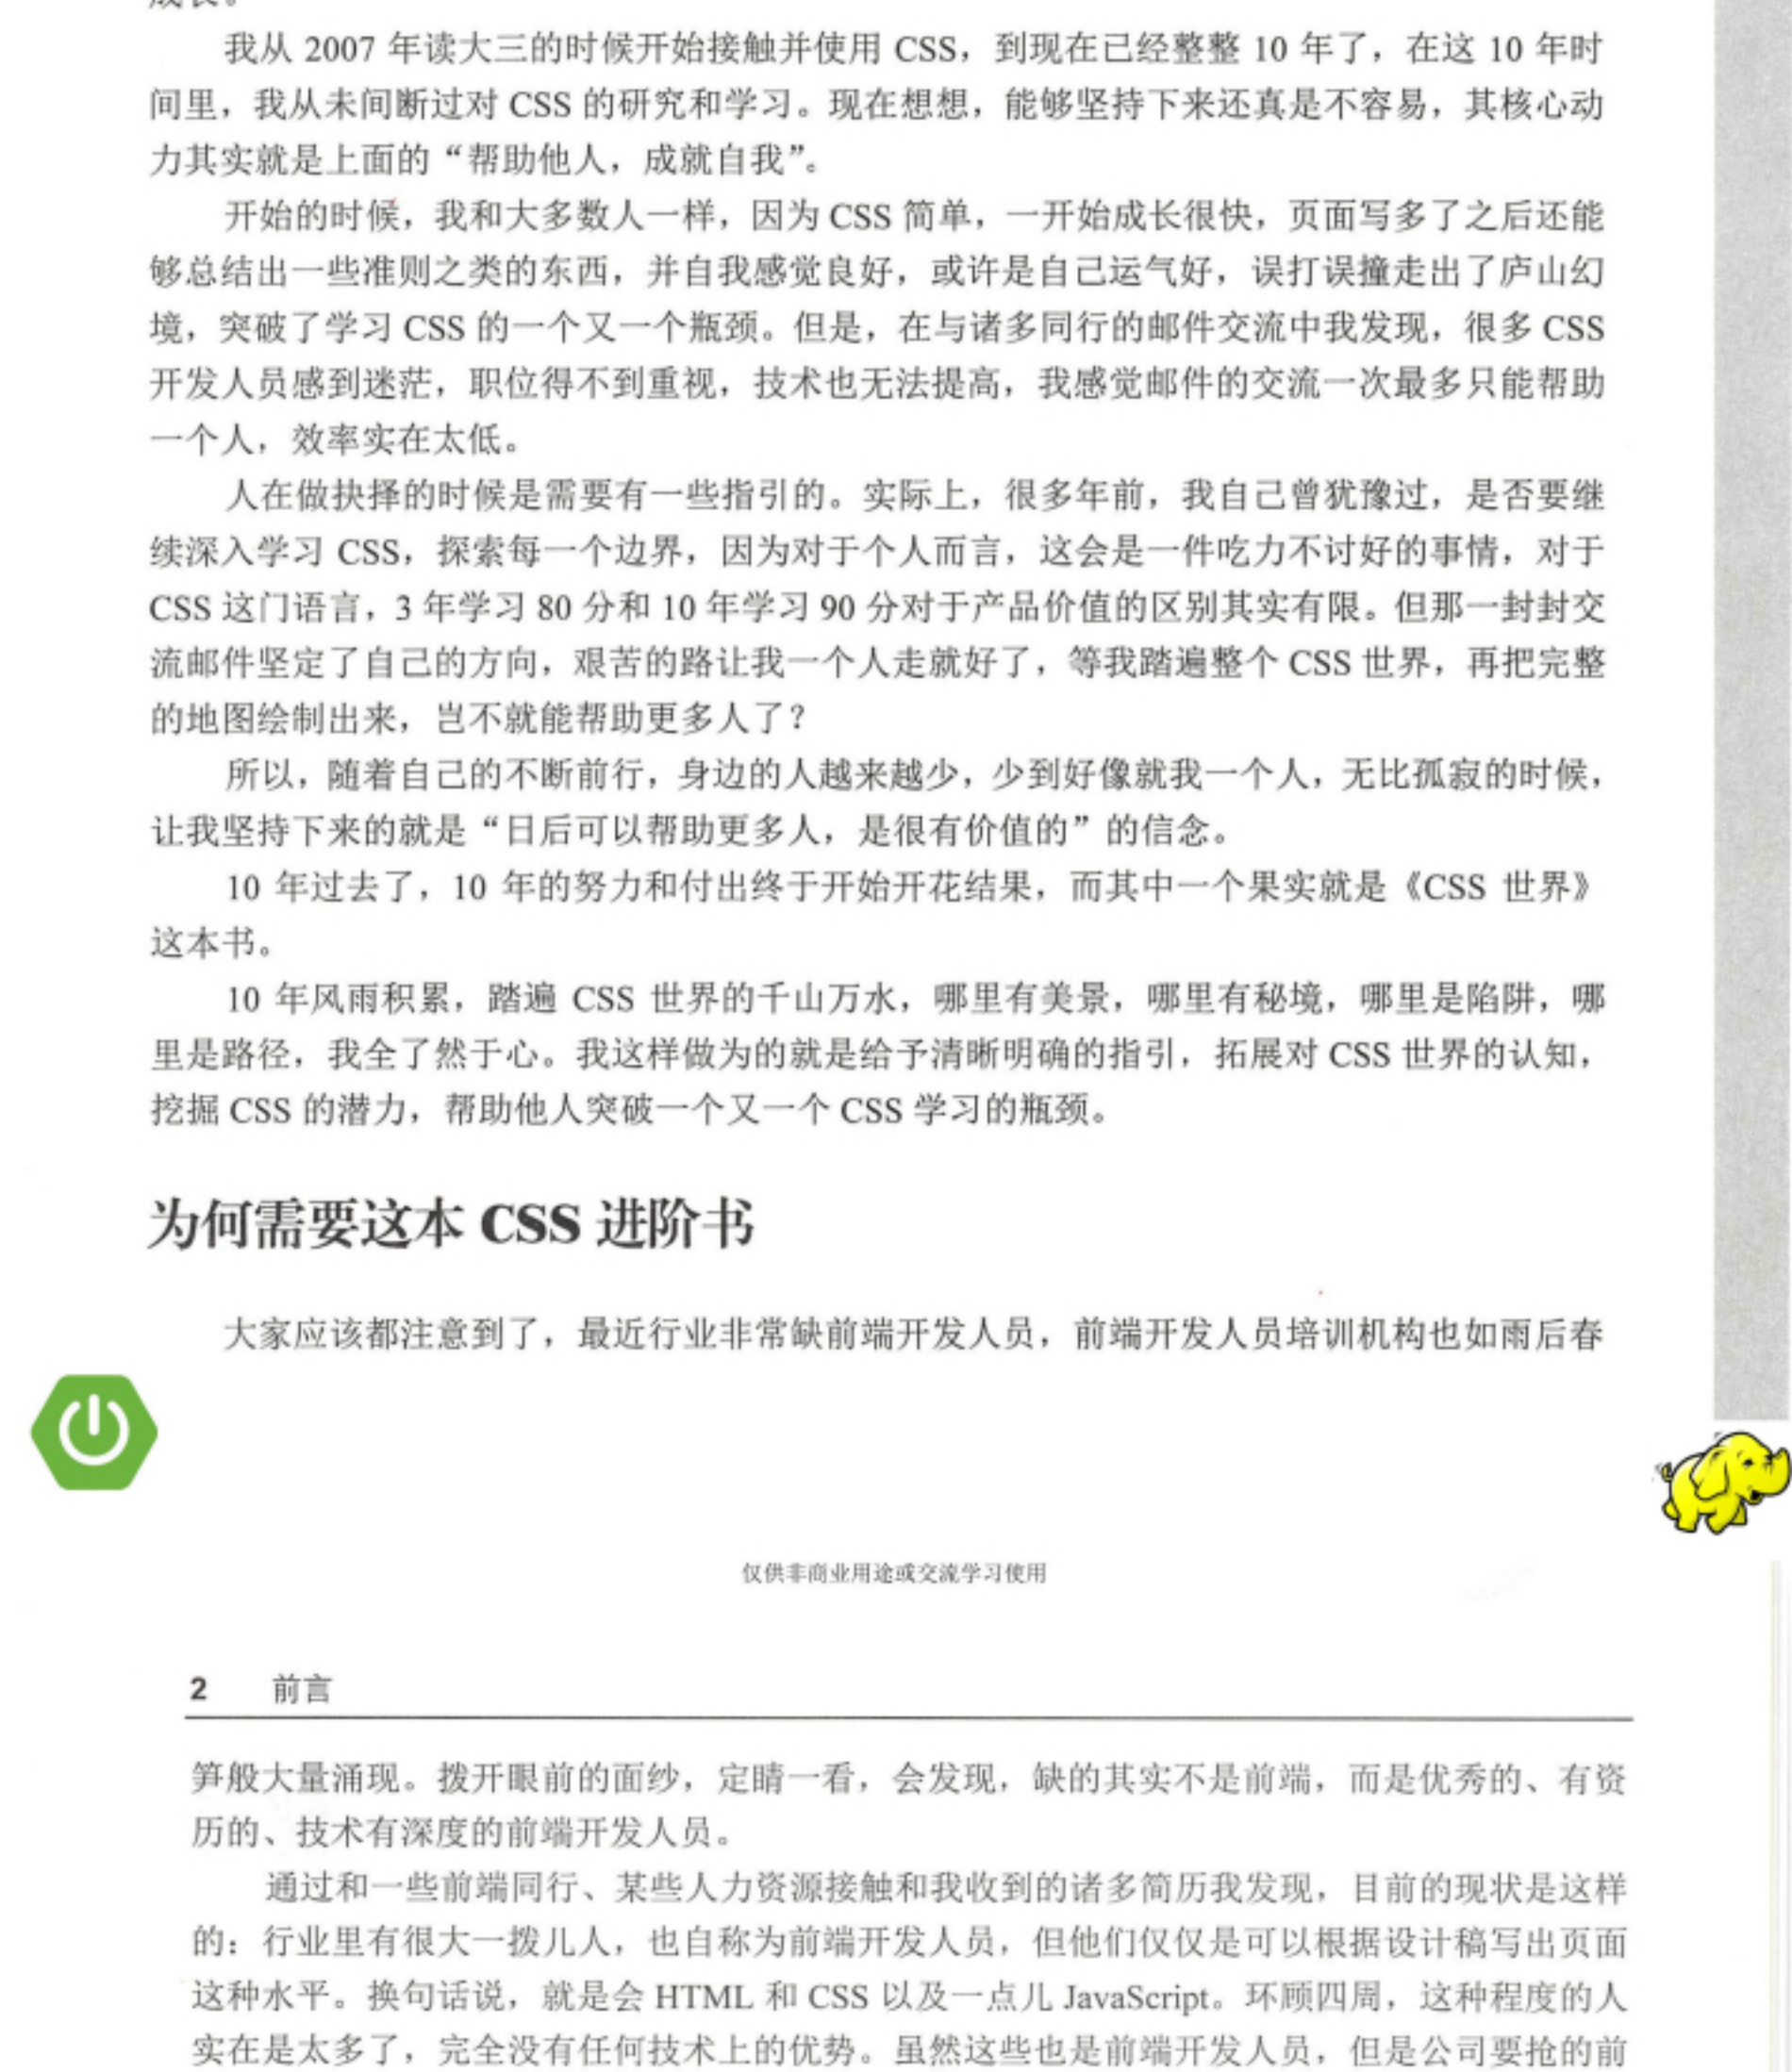 成长。
我从 2007 年读大三的时候开始接触并使用 CSS，到现在已经整整 10 年了，在这 10 年时
间里，我从未间断过对 CSS 的研究和学习。现在想想，能够坚持下来还真是不容易，其核心动
力其实就是上面的“帮助他人，成就自我”。
开始的时候，我和大多数人一样，因为 CSS 简单，一开始成长很快，页面写多了之后还能
够总结出一些准则之类的东西，并自我感觉良好，或许是自己运气好，误打误撞走出了庐山幻
境，突破了学习 CSS 的一个又一个瓶颈。但是，在与诸多同行的邮件交流中我发现，很多 CSS
开发人员感到迷茫，职位得不到重视，技术也无法提高，我感觉邮件的交流一次最多只能帮助
一个人，效率实在太低。
人在做抉择的时候是需要有一些指引的。实际上，很多年前，我自己曾犹豫过，是否要继
续深入学习 CSS，探索每一个边界，因为对于个人而言，这会是一件吃力不讨好的事情，对于
CSS 这门语言，3 年学习 80 分和 10 年学习 90 分对于产品价值的区别其实有限。但那一封封交
流邮件坚定了自己的方向，艰苦的路让我一个人走就好了，等我踏遍整个 CSS 世界，再把完整
的地图绘制出来，岂不就能帮助更多人了？
所以，随着自己的不断前行，身边的人越来越少，少到好像就我一个人，无比孤寂的时候，
让我坚持下来的就是“日后可以帮助更多人，是很有价值的”的信念。
10 年过去了，10 年的努力和付出终于开始开花结果，而其中一个果实就是《CSS 世界》
这本书。
10 年风雨积累，踏遍 CSS 世界的千山万水，哪里有美景，哪里有秘境，哪里是陷阱，哪
里是路径，我全了然于心。我这样做为的就是给予清晰明确的指引，拓展对 CSS 世界的认知，
挖掘 CSS 的潜力，帮助他人突破一个又一个 CSS 学习的瓶颈。
为何需要这本 CSS 进阶书
大家应该都注意到了，最近行业非常缺前端开发人员，前端开发人员培训机构也如雨后春
仅供非商业用途或交流学习使用
2 前言
笋般大量涌现。拨开眼前的面纱，定睛一看，会发现，缺的其实不是前端，而是优秀的、有资
历的、技术有深度的前端开发人员。
通过和一些前端同行、某些人力资源接触和我收到的诸多简历我发现，目前的现状是这样
的：行业里有很大一拨儿人，也自称为前端开发人员，但他们仅仅是可以根据设计稿写出页面
这种水平。换句话说，就是会 HTML 和 CSS 以及一点儿 JavaScript。环顾四周，这种程度的人
实在是太多了，完全没有任何技术上的优势。虽然这些也是前端开发人员，但是公司要抢的前